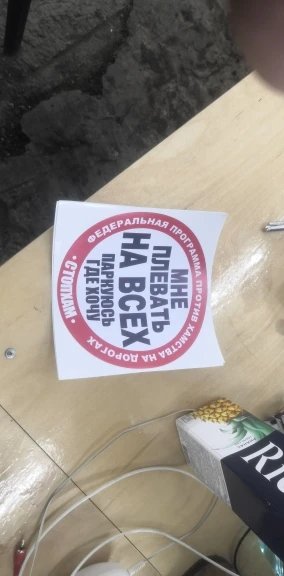 ФЕДЕРАЛЬНАЯ ПРОГРАММА ПРОТИВ ХАМСТВА НА ДОРОГАХ
МНЕ
ПЛЕВАТЬ
НА ВСЕХ
ПАРКУЮСЬ
ГДЕ ХОЧУ
• СТОПХАМ •